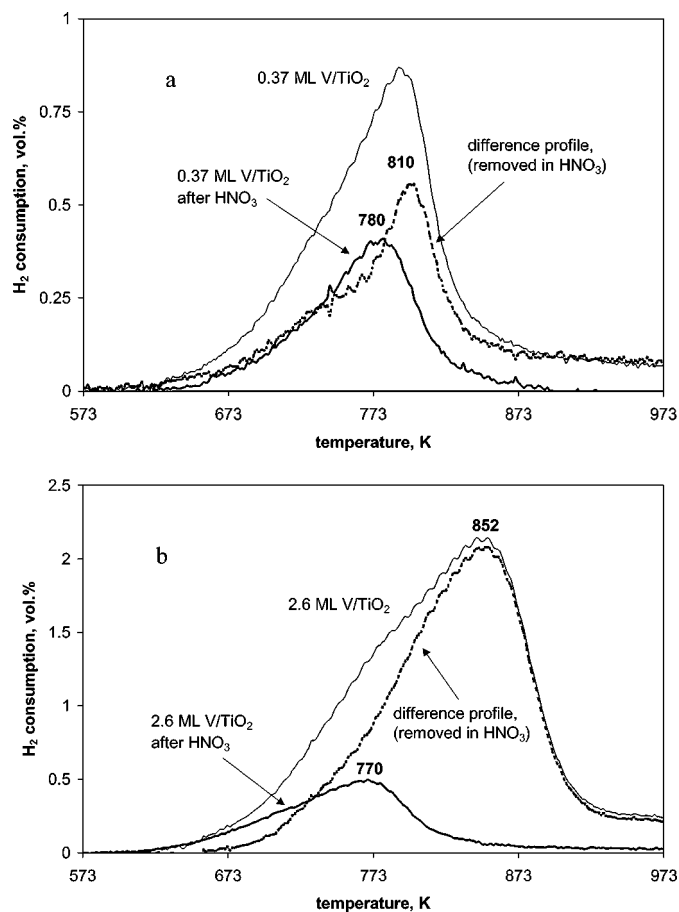 1
a
0.37 ML V/TiO2
0.75
difference profile,
(removed in HNO3)
810
0.37 ML V/TiO2
after HNO3
0.5
780
0.25
0
573
673
773
873
973
H2 consumption, vol.%
temperature, K
2.5
b
852
2
2.6 ML V/TiO2
1.5
1
difference profile,
(removed in HNO3)
2.6 ML V/TiO2
after HNO3
0.5
770
0
573
673
773
873
973
H2 consumption, vol.%
temperature, K